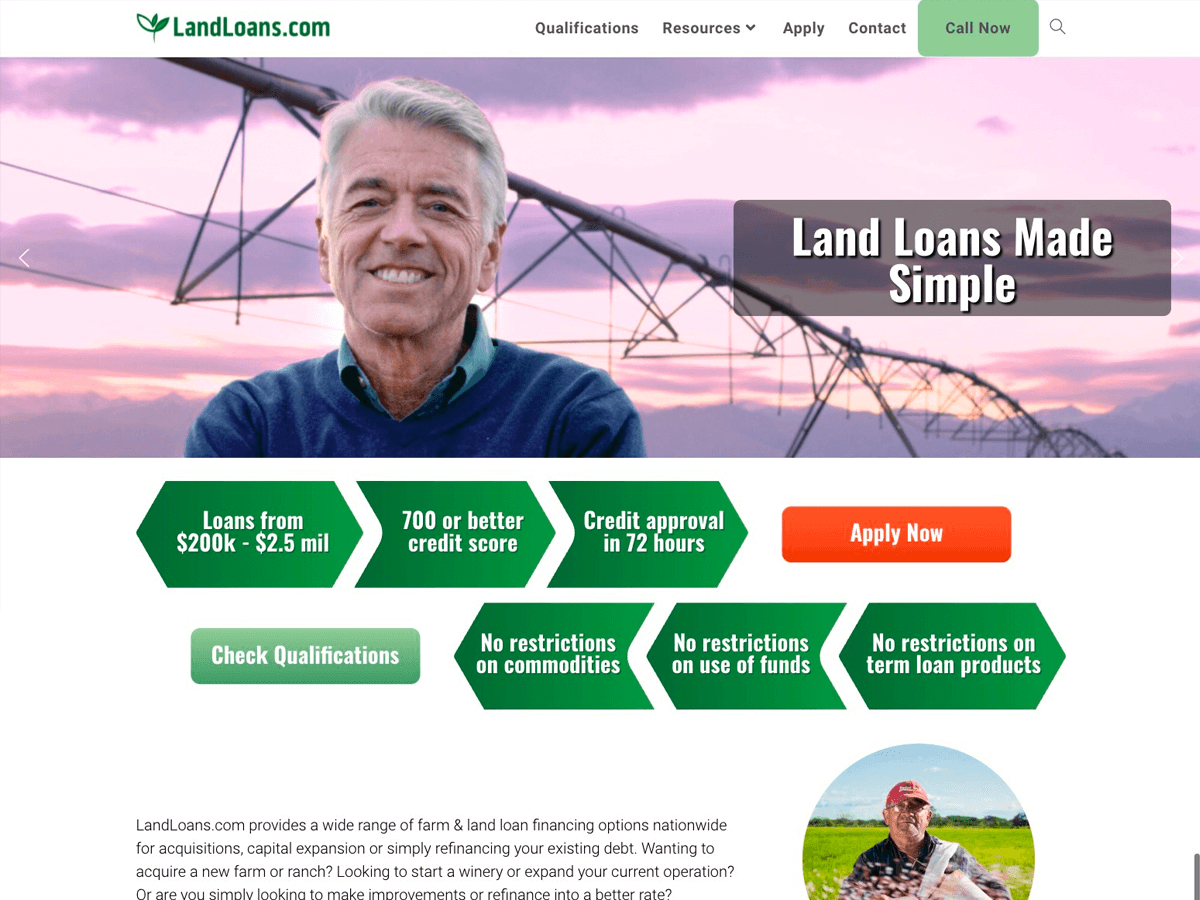 LandLoans.com
Qualifications Resources Apply Contact Call Now
Land Loans Made
Simple
Loans from
$200k - $2.5 mil
700 or better
credit score
Credit approval
in 72 hours
Apply Now
Check Qualifications
No restrictions
on commodities
No restrictions
on use of funds
No restrictions on
term loan products
LandLoans.com provides a wide range of farm & land loan financing options nationwide
for acquisitions, capital expansion or simply refinancing your existing debt. Wanting to
acquire a new farm or ranch? Looking to start a winery or expand your current operation?
Or are you simply looking to make improvements or refinance into a better rate?